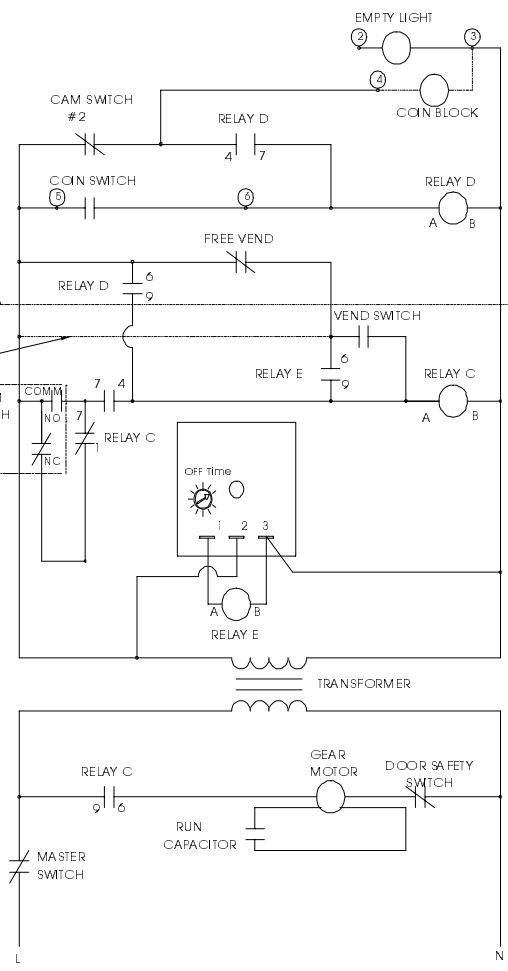 EMPTY LIGHT
2
3
4
COIN BLOCK
CAM SWITCH
#2
RELAY D
4 7
COIN SWITCH
5
6
RELAY D
A B
FREE VEND
RELAY D
6
9
VEND SWITCH
RELAY E
6
9
RELAY C
A B
COMM
7 4
H
NO
7
NC
1
RELAY C
OFF Time
1 2 3
A B
RELAY E
TRANSFORMER
GEAR
MOTOR
DOOR SAFETY
SWITCH
RELAY C
9 6
RUN
CAPACITOR
MASTER
SWITCH
L
N